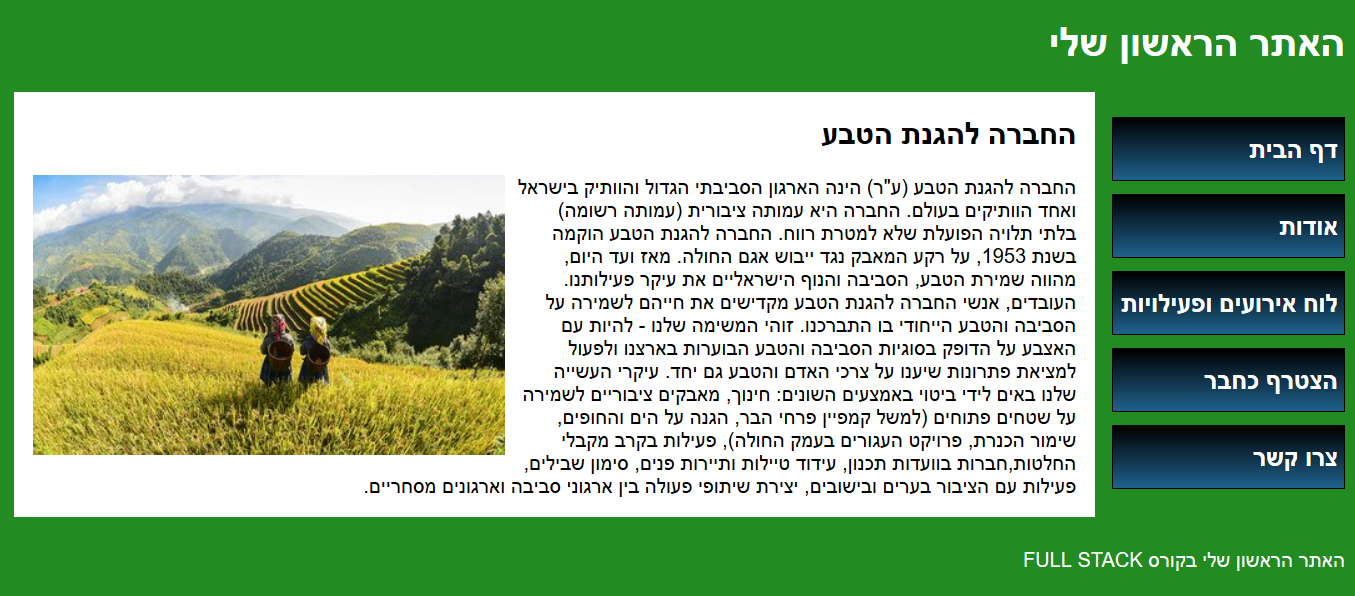 האתר הראשון שלי
דף הבית
אודות
לוח אירועים ופעילויות
הצטרף כחבר
צרו קשר
החברה להגנת הטבע
החברה להגנת הטבע (ע"ר) הינה הארגון הסביבתי הגדול והוותיק בישראל
ואחד הוותיקים בעולם. החברה היא עמותה ציבורית (עמותה רשומה)
בלתי תלויה הפועלת שלא למטרת רווח. החברה להגנת הטבע הוקמה
בשנת 1953, על רקע המאבק נגד ייבוש אגם החולה. מאז ועד היום,
מהווה שמירת הטבע, הסביבה והנוף הישראליים את עיקר פעילותנו.
העובדים, אנשי החברה להגנת הטבע מקדישים את חייהם לשמירה על
הסביבה והטבע הייחודי בו התברכנו. זוהי המשימה שלנו - להיות עם
האצבע על הדופק בסוגיות הסביבה והטבע הבוערות בארצנו ולפעול
למציאת פתרונות שיענו על צרכי האדם והטבע גם יחד. עיקרי העשייה
שלנו באים לידי ביטוי באמצעים השונים: חינוך, מאבקים ציבוריים לשמירה
על שטחים פתוחים (למשל קמפיין פרחי הבר, הגנה על הים והחופים,
שימור הכנרת, פרויקט העגורים בעמק החולה), פעילות בקרב מקבלי
החלטות,חברות בוועדות תכנון, עידוד טיילות ותיירות פנים, סימון שבילים,
פעילות עם הציבור בערים ובישובים, יצירת שיתופי פעולה בין ארגוני סביבה וארגונים מסחריים.
האתר הראשון שלי בקורס FULL STACK